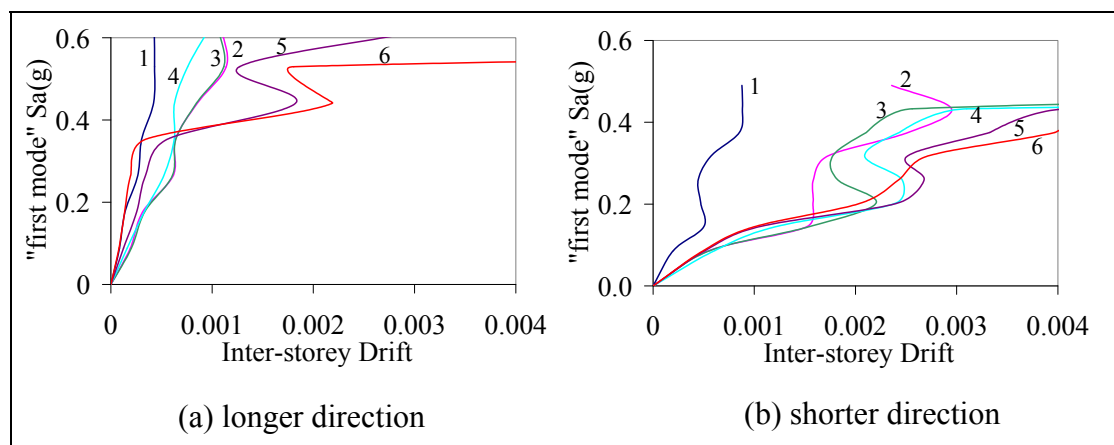 "first mode" Sa(g)
0.6
0.4
0.2
0
0 0.001 0.002 0.003 0.004
Inter-storey Drift
1
4
3
2
5
6
(a) longer direction
"first mode" Sa(g)
0.6
0.4
0.2
0.0
0 0.001 0.002 0.003 0.004
Inter-storey Drift
1
2
3
4
5
6
(b) shorter direction